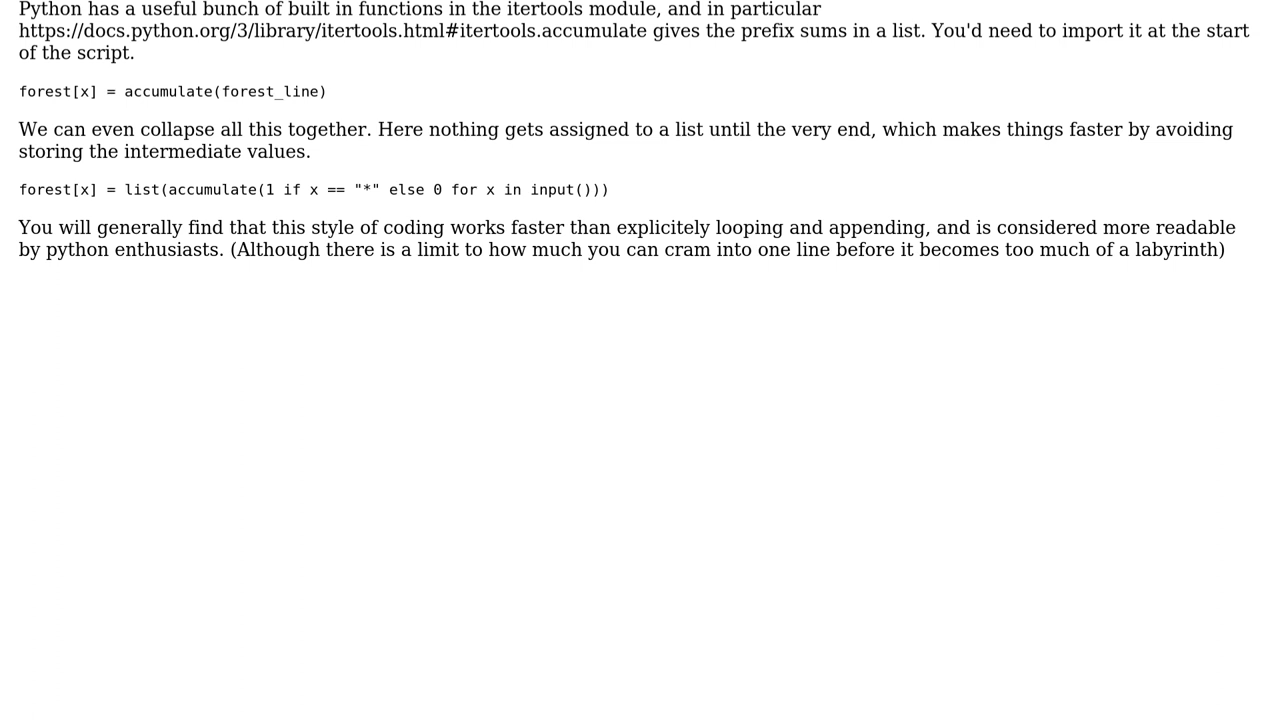 Python has a useful bunch of built in functions in the itertools module, and in particular
https://docs.python.org/3/library/itertools.html#itertools.accumulate gives the prefix sums in a list. You'd need to import it at the start
of the script.
forest[x] = accumulate(forest_line)
We can even collapse all this together. Here nothing gets assigned to a list until the very end, which makes things faster by avoiding
storing the intermediate values.
forest[x] = list(accumulate(1 if x == "*" else 0 for x in input()))
You will generally find that this style of coding works faster than explicitely looping and appending, and is considered more readable
by python enthusiasts. (Although there is a limit to how much you can cram into one line before it becomes too much of a labyrinth)